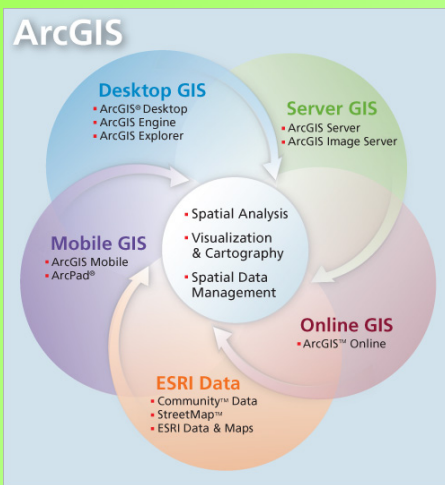 ArcGIS
Desktop GIS
▪ ArcGIS® Desktop
▪ ArcGIS Engine
▪ ArcGIS Explorer
Server GIS
▪ ArcGIS Server
▪ ArcGIS Image Server
▪ Spatial Analysis
▪ Visualization
& Cartography
▪ Spatial Data
Management
Mobile GIS
▪ ArcGIS Mobile
▪ ArcPad®
Online GIS
▪ ArcGIS™ Online
ESRI Data
▪ Community™ Data
▪ StreetMap™
▪ ESRI Data & Maps